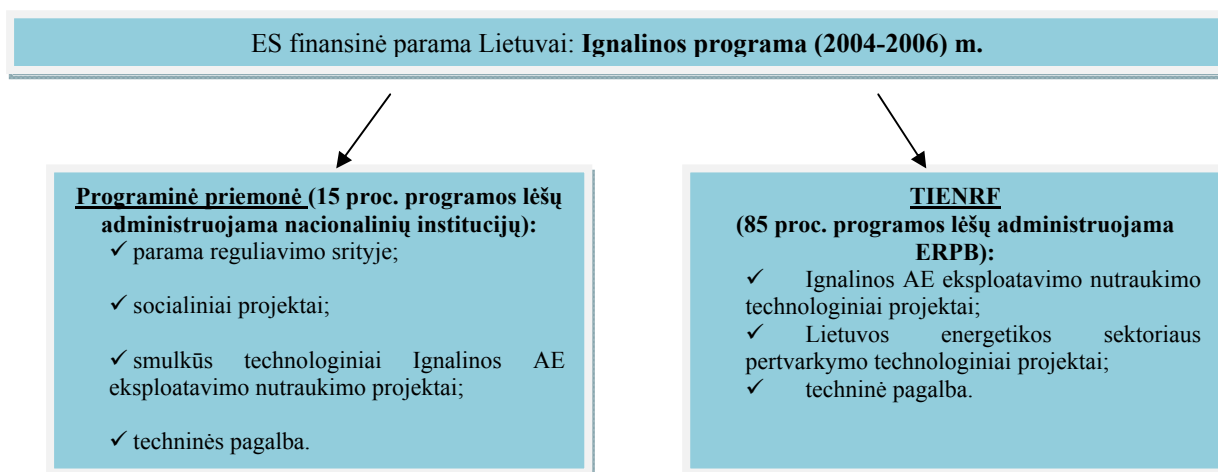 ES finansinė parama Lietuvai: Ignalinos programa (2004-2006) m.
Programinė priemonė (15 proc. programos lėšų
administruojama nacionalinių institucijų):
✓ parama reguliavimo srityje;
✓ socialiniai projektai;
✓ smulkūs technologiniai Ignalinos AE
eksploatavimo nutraukimo projektai;
✓ techninės pagalba.
TIENRF
(85 proc. programos lėšų administruojama
ERPB):
✓ Ignalinos AE eksploatavimo nutraukimo
technologiniai projektai;
✓ Lietuvos energetikos sektoriaus
pertvarkymo technologiniai projektai;
✓ techninė pagalba.